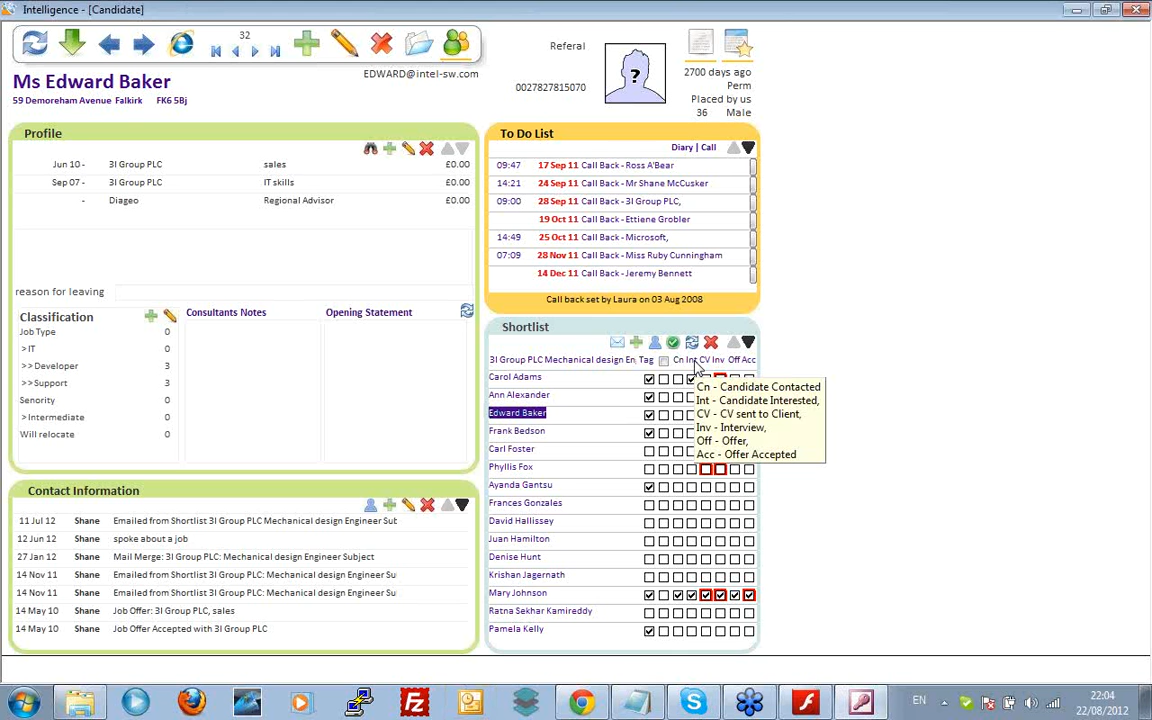 Intelligence - [Candidate]
32
Ms Edward Baker
59 Demoreham Avenue Falkirk FK6 5Bj
EDWARD@intel-sw.com
Referal
0027827815070
?
2700 days ago
Perm
Placed by us
36 Male
Profile
Jun 10 - 3I Group PLC sales £0.00
Sep 07 - 3I Group PLC IT skills £0.00
- Diageo Regional Advisor £0.00
reason for leaving
Classification
Job Type 0
>IT 0
>>Developer 3
>>Support 3
Senority 0
>Intermediate 0
Will relocate 0
Consultants Notes
Opening Statement
Contact Information
11 Jul 12 Shane Emailed from Shortlist 3I Group PLC Mechanical design Engineer Sut
12 Jun 12 Shane spoke about a job
27 Jan 12 Shane Mail Merge: 3I Group PLC: Mechanical design Engineer Subject
14 Nov 11 Shane Emailed from Shortlist 3I Group PLC: Mechanical design Engineer Su
14 Nov 11 Shane Emailed from Shortlist 3I Group PLC: Mechanical design Engineer Su
14 May 10 Shane Job Offer: 3I Group PLC, sales
14 May 10 Shane Job Offer Accepted with 3I Group PLC
To Do List
Diary | Call
09:47 17 Sep 11 Call Back - Ross A'Bear
14:21 24 Sep 11 Call Back - Mr Shane McCusker
09:00 28 Sep 11 Call Back - 3I Group PLC,
19 Oct 11 Call Back - Ettiene Grobler
14:49 25 Oct 11 Call Back - Microsoft,
07:09 28 Nov 11 Call Back - Miss Ruby Cunningham
14 Dec 11 Call Back - Jeremy Bennett
Call back set by Laura on 03 Aug 2008
Shortlist
3I Group PLC Mechanical design En Tag Cn Int CV Inv Off Acc
Carol Adams
Ann Alexander
Edward Baker
Frank Bedson
Carl Foster
Phyllis Fox
Ayanda Gantsu
Frances Gonzales
David Hallissey
Juan Hamilton
Denise Hunt
Krishan Jagernath
Mary Johnson
Ratna Sekhar Kamireddy
Pamela Kelly
Cn - Candidate Contacted
Int - Candidate Interested,
CV - CV sent to Client,
Inv - Interview,
Off - Offer,
Acc - Offer Accepted
EN
22:04
22/08/2012